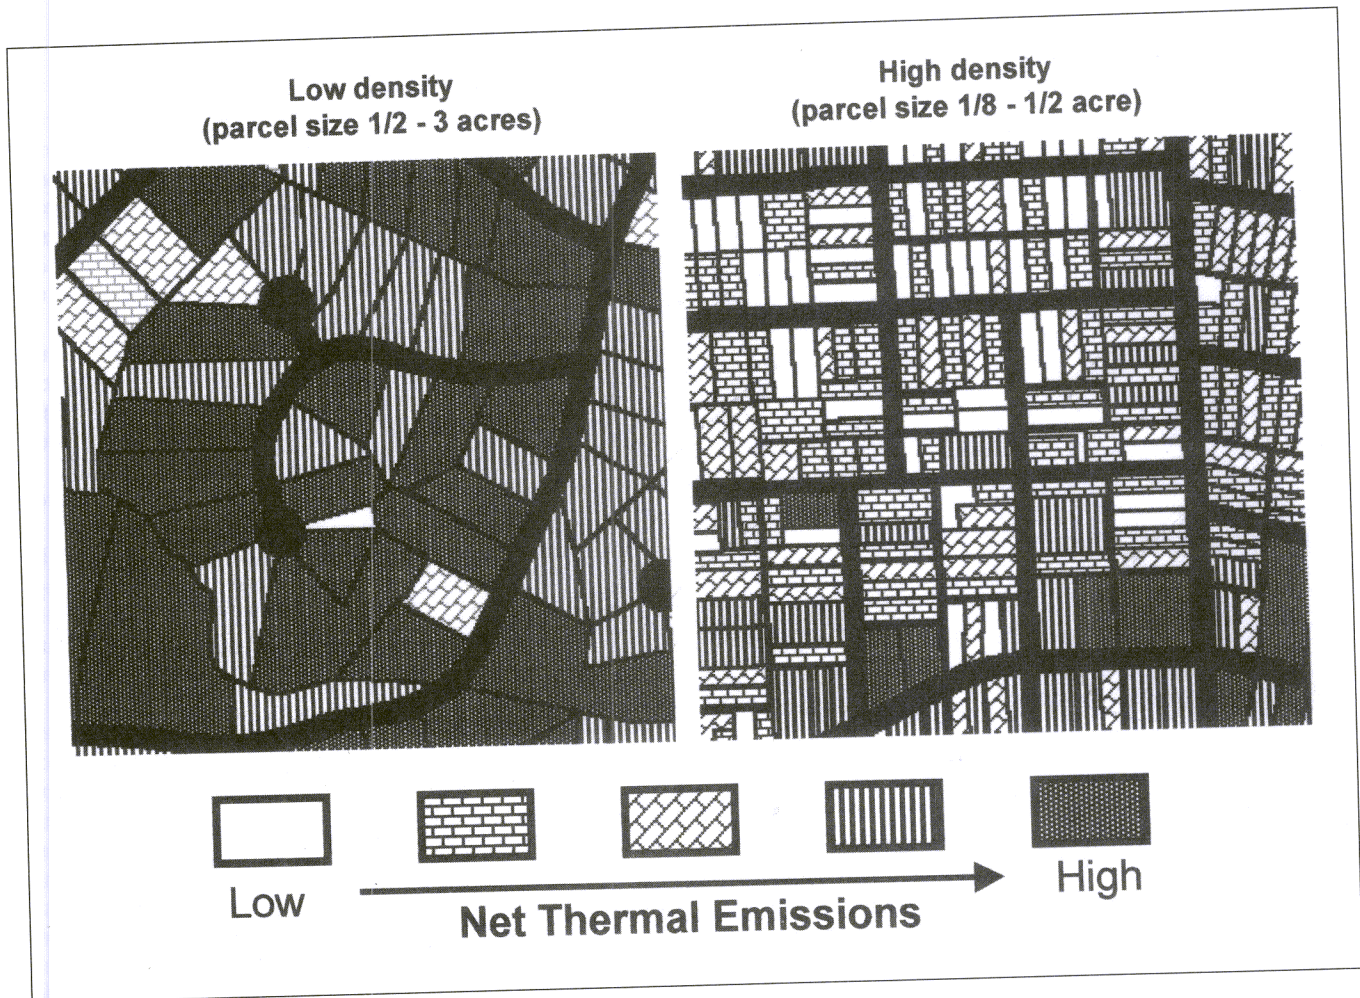 Low density
(parcel size 1/2 - 3 acres)
High density
(parcel size 1/8 - 1/2 acre)
Low
High
Net Thermal Emissions